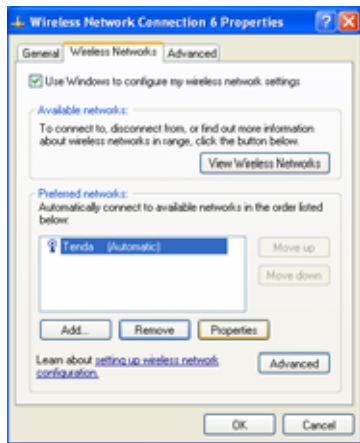 Wireless Network Connection 6 Properties
General Wireless Networks Advanced
Use Windows to configure my wireless network settings
Available networks:
To connect to, disconnect from, or find out more information
about wireless networks in range, click the button below.
View Wireless Networks
Preferred networks:
Automatically connect to available networks in the order listed
below:
Tenda (Automatic)
Move up
Move down
Add... Remove Properties
Learn about setting up wireless network
configuration.
Advanced
OK Cancel